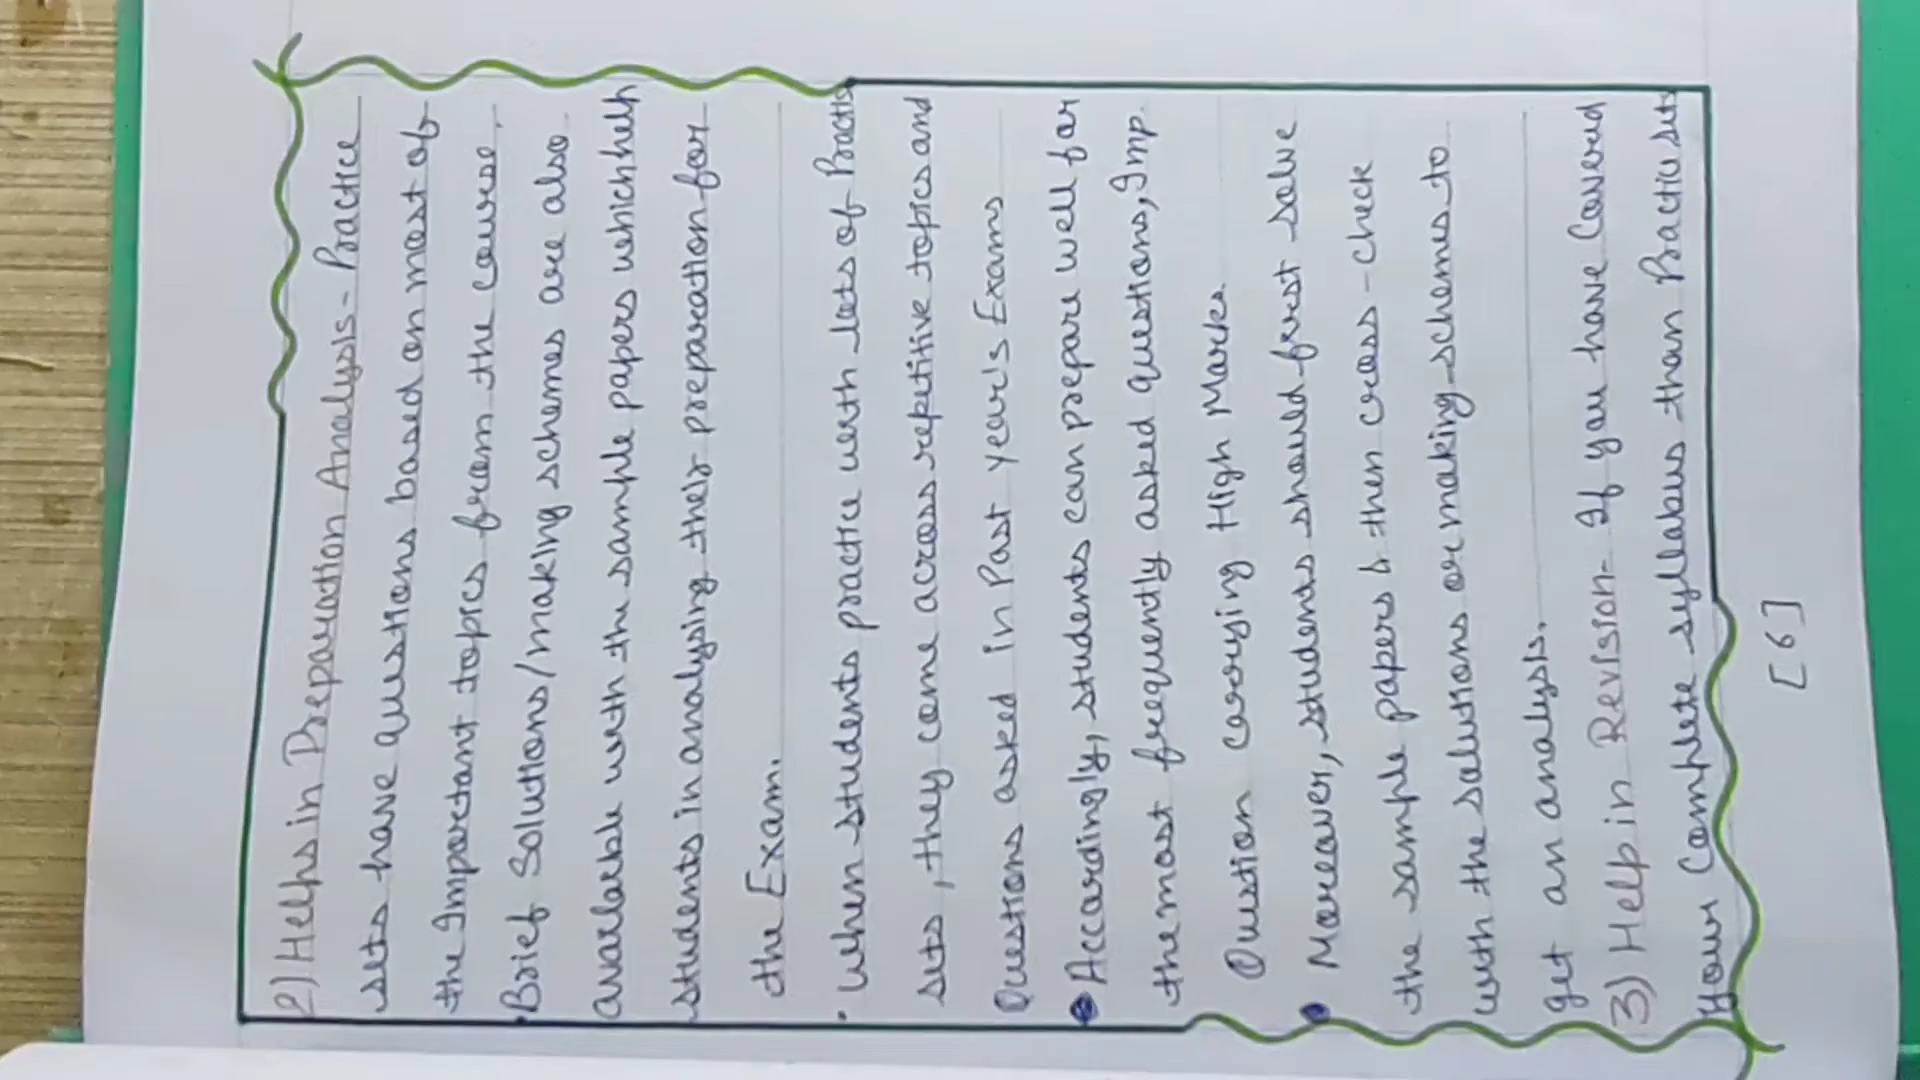 2) Helps in Preparation Analysis - Practice
sets have questions based on most of
the Important topics from the course.
• Brief Solutions/making schemes are also
available with the sample papers which help
students in analysing their preparation for
the Exam.
• When students practice with lots of Practise
sets, they come across repetitive topics and
Questions asked in Past year's Exams
• Accordingly, students can prepare well for
the most frequently asked questions, Imp.
Question carrying High Marks.
• Moreover, students should first solve
the sample papers & then cross-check
with the solutions or making schemes to
get an analysis.
3) Help in Revision - If you have Covered
Your Complete syllabus than Practise sets
[6]